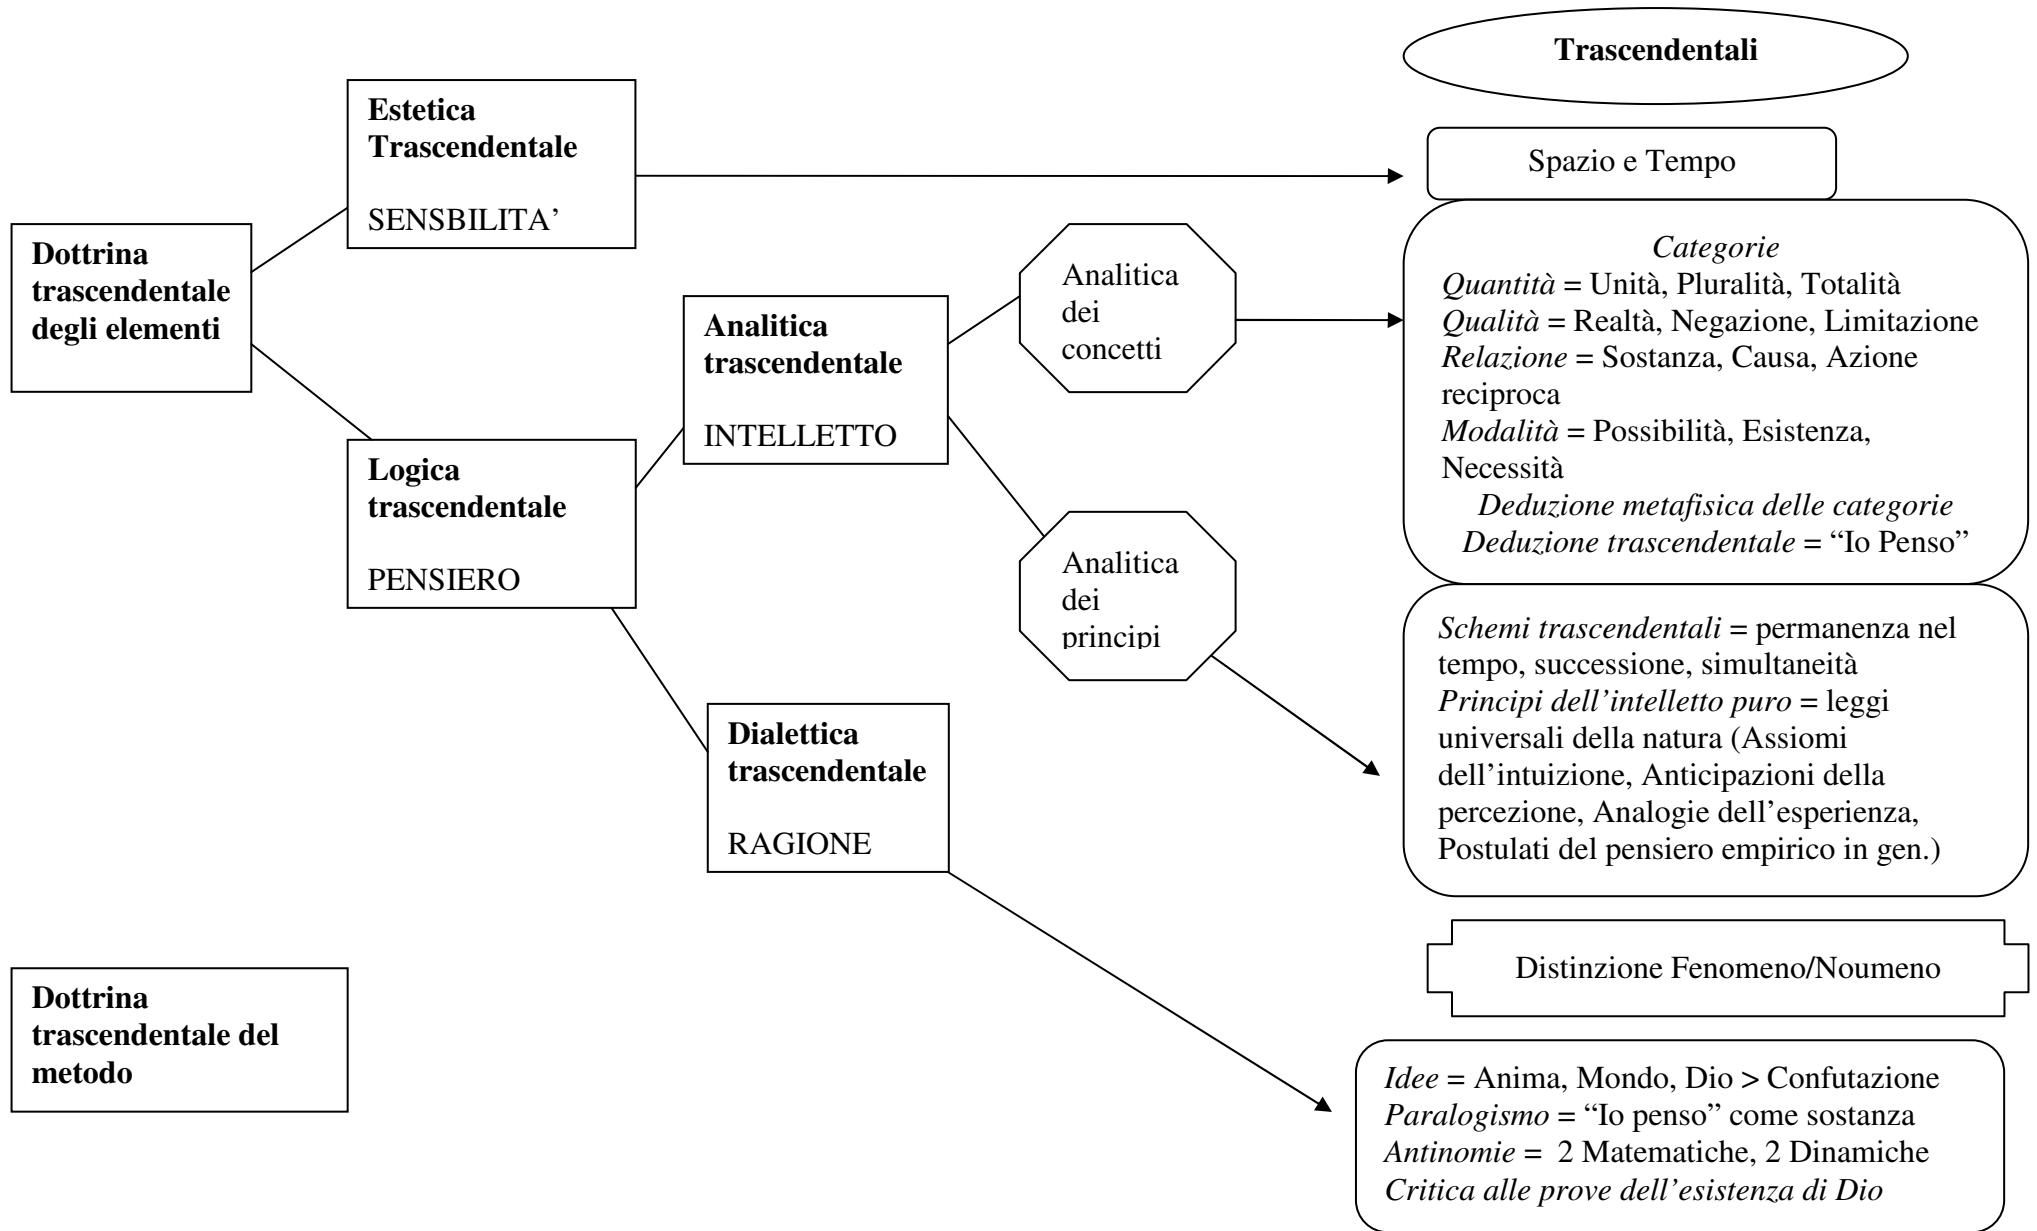 Trascendentali
Estetica
Trascendentale
SENSBILITA’
Spazio e Tempo
Dottrina
trascendentale
degli elementi
Analitica
trascendentale
INTELLETTO
Analitica
dei
concetti
Categorie
Quantità = Unità, Pluralità, Totalità
Qualità = Realtà, Negazione, Limitazione
Relazione = Sostanza, Causa, Azione
reciproca
Modalità = Possibilità, Esistenza,
Necessità
Deduzione metafisica delle categorie
Deduzione trascendentale = “Io Penso”
Logica
trascendentale
PENSIERO
Analitica
dei
principi
Schemi trascendentali = permanenza nel
tempo, successione, simultaneità
Principi dell’intelletto puro = leggi
universali della natura (Assiomi
dell’intuizione, Anticipazioni della
percezione, Analogie dell’esperienza,
Postulati del pensiero empirico in gen.)
Dialettica
trascendentale
RAGIONE
Distinzione Fenomeno/Noumeno
Dottrina
trascendentale del
metodo
Idee = Anima, Mondo, Dio > Confutazione
Paralogismo = “Io penso” come sostanza
Antinomie = 2 Matematiche, 2 Dinamiche
Critica alle prove dell’esistenza di Dio